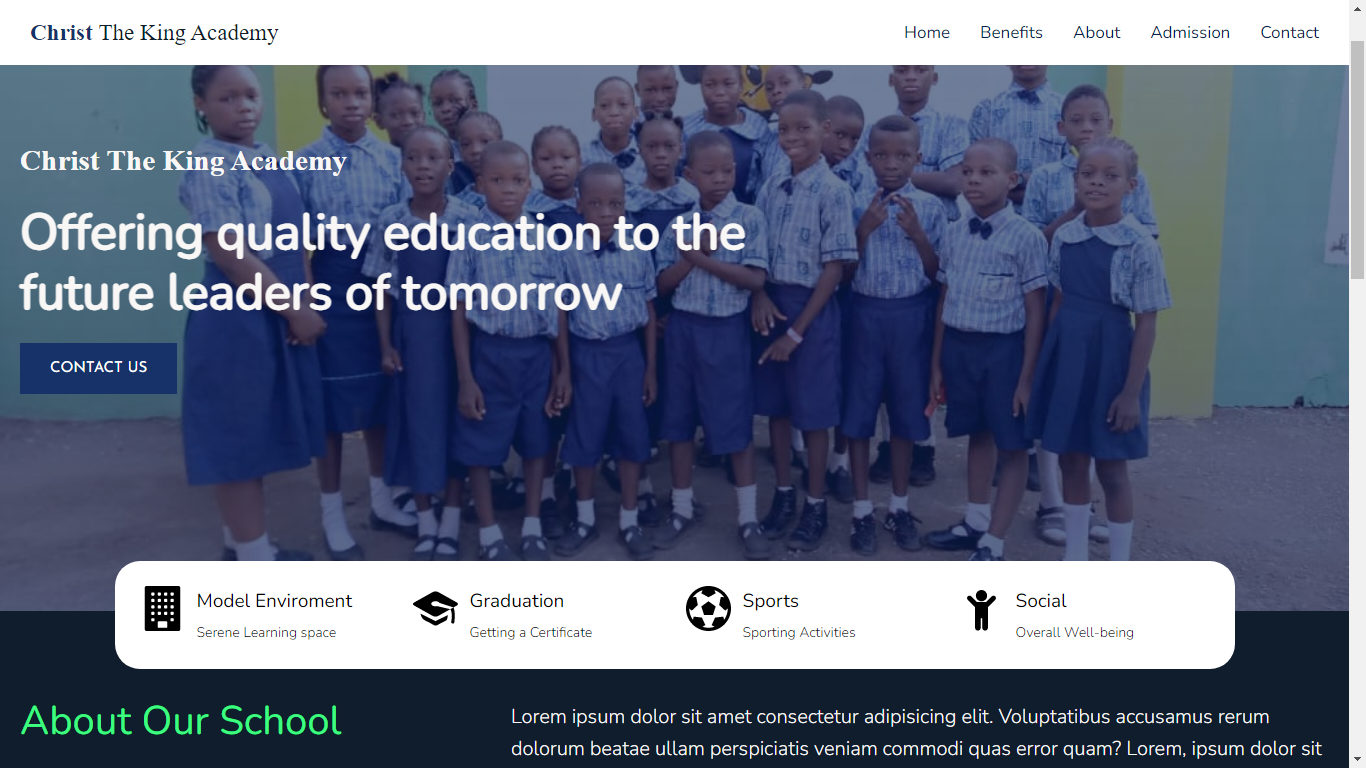 Christ The King Academy
Home Benefits About Admission Contact
Christ The King Academy
Offering quality education to the
future leaders of tomorrow
CONTACT US
Model Enviroment
Serene Learning space
Graduation
Getting a Certificate
Sports
Sporting Activities
Social
Overall Well-being
About Our School
Lorem ipsum dolor sit amet consectetur adipisicing elit. Voluptatibus accusamus rerum
dolorum beatae ullam perspiciatis veniam commodi quas error quam? Lorem, ipsum dolor sit